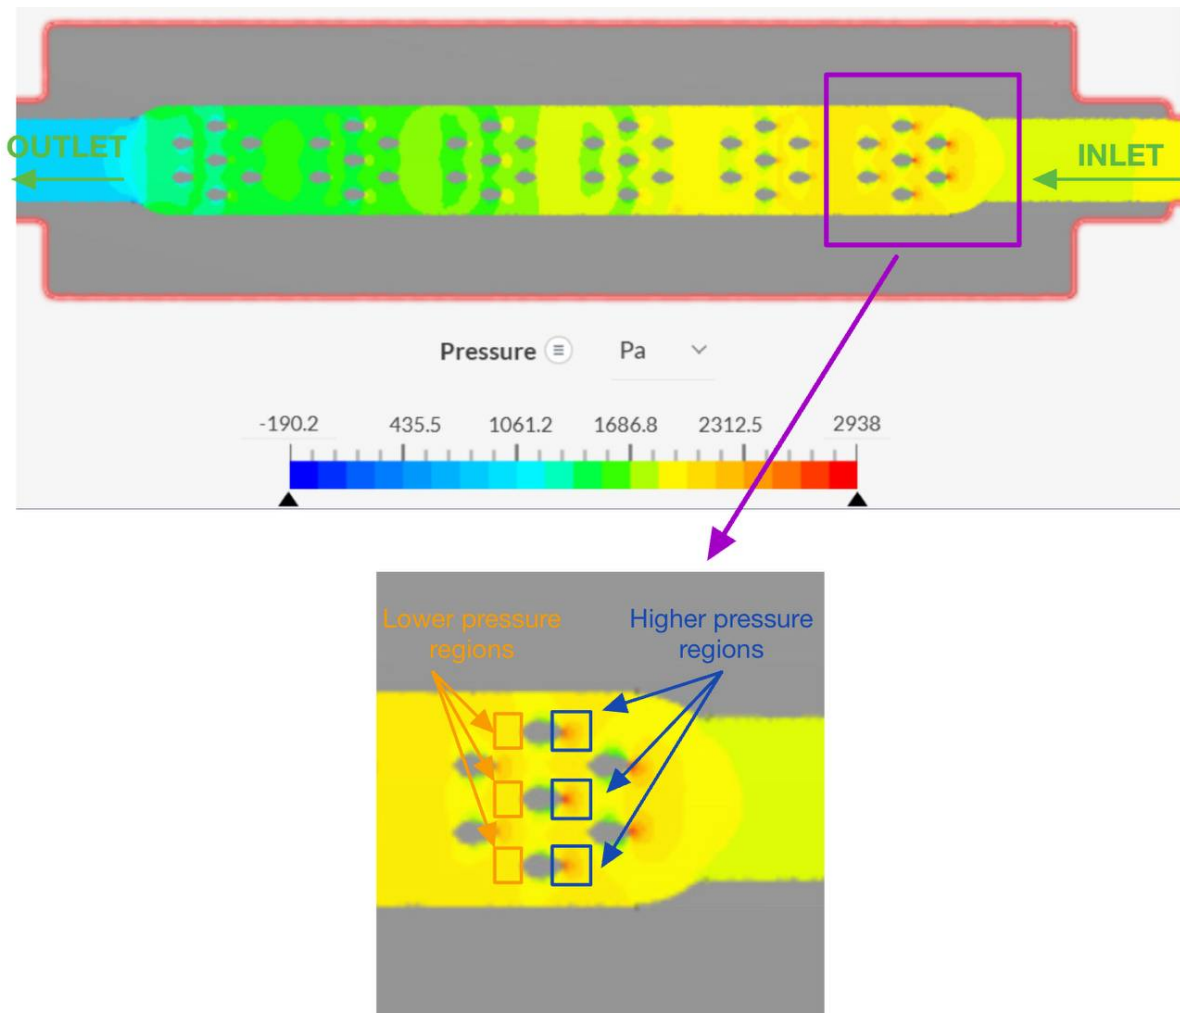 OUTLET
INLET
Pressure Pa
-190.2 435.5 1061.2 1686.8 2312.5 2938
Lower pressure
regions
Higher pressure
regions